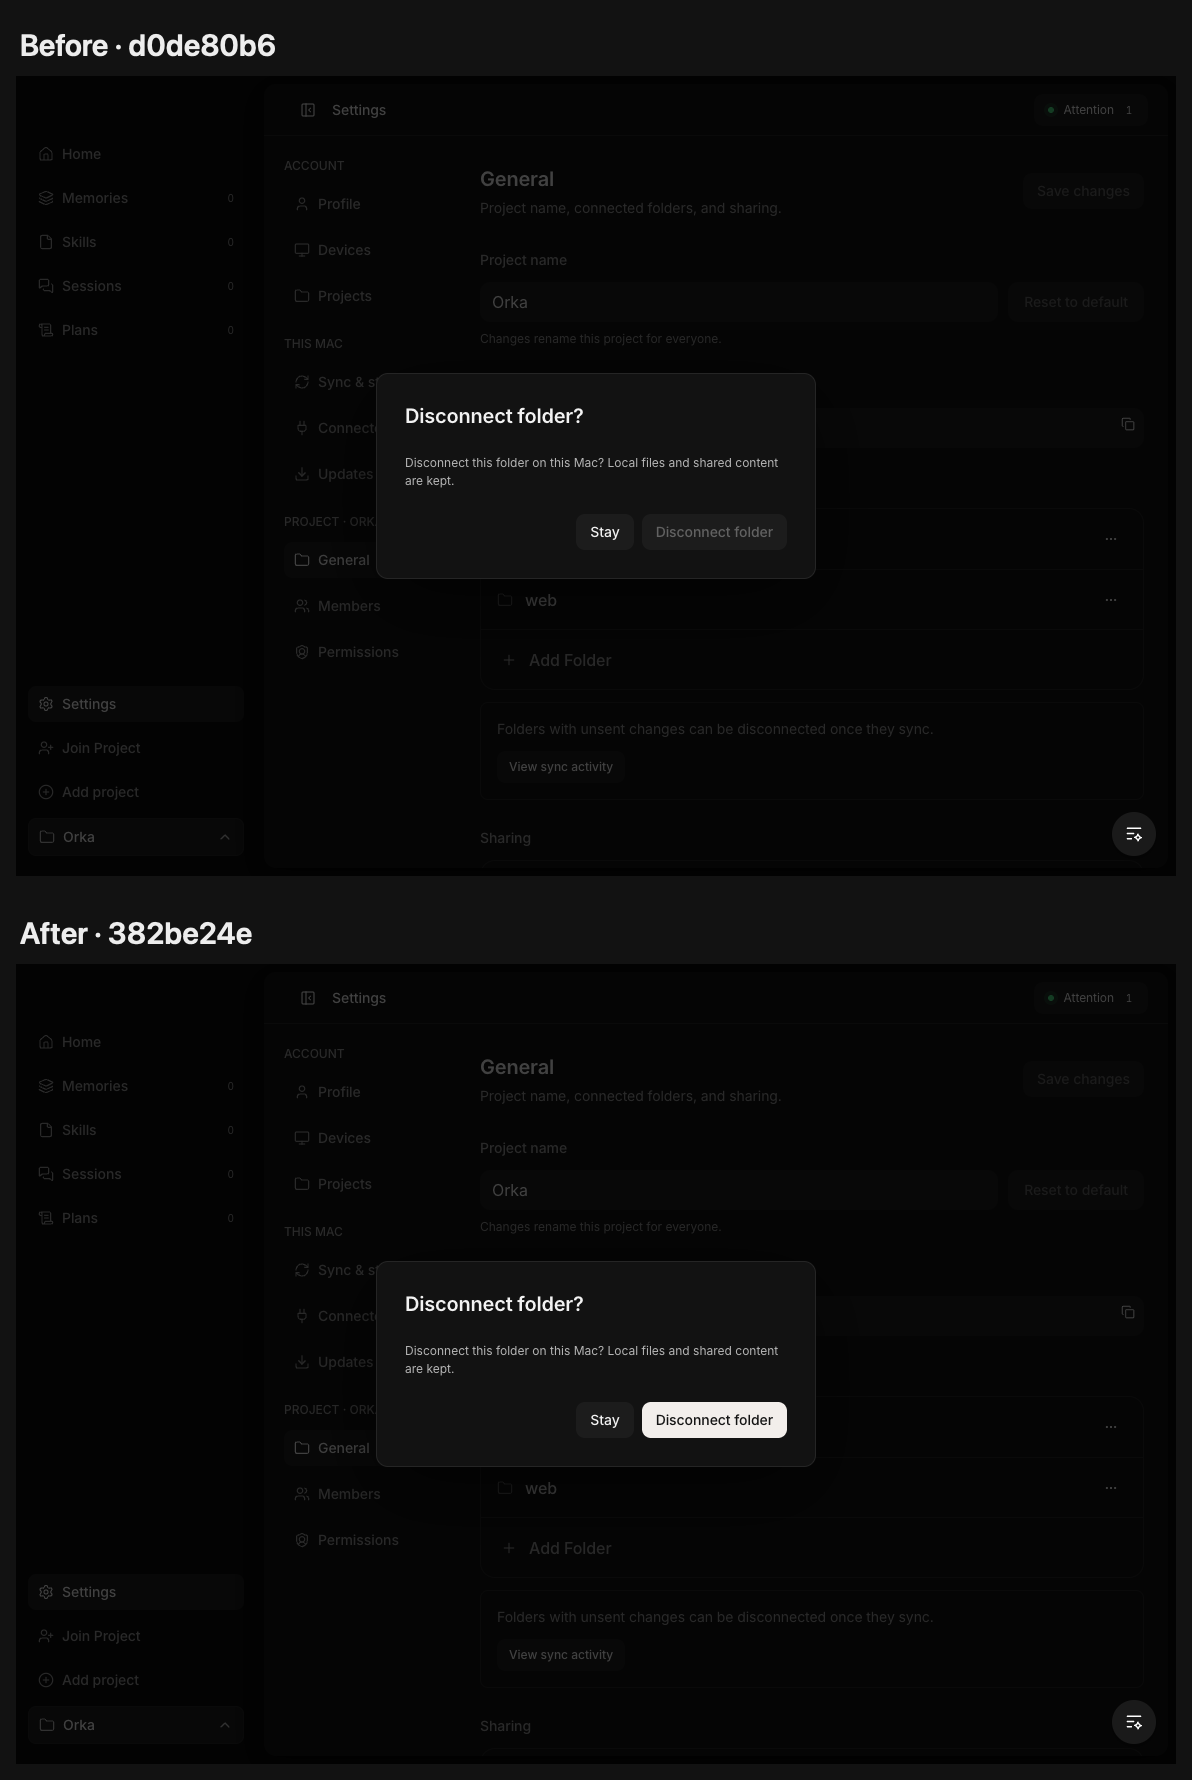 Before · d0de80b6
Settings
Attention 1
Home
Memories 0
Skills 0
Sessions 0
Plans 0
Settings
Join Project
Add project
Orka
ACCOUNT
Profile
Devices
Projects
THIS MAC
Sync & st
Connecte
Updates
PROJECT · ORK
General
Members
Permissions
General
Save changes
Project name, connected folders, and sharing.
Project name
Orka
Reset to default
Changes rename this project for everyone.
Disconnect folder?
Disconnect this folder on this Mac? Local files and shared content
are kept.
Stay
Disconnect folder
web
Add Folder
Folders with unsent changes can be disconnected once they sync.
View sync activity
Sharing
After · 382be24e
Settings
Attention 1
Home
Memories 0
Skills 0
Sessions 0
Plans 0
Settings
Join Project
Add project
Orka
ACCOUNT
Profile
Devices
Projects
THIS MAC
Sync & st
Connecte
Updates
PROJECT · ORK
General
Members
Permissions
General
Save changes
Project name, connected folders, and sharing.
Project name
Orka
Reset to default
Changes rename this project for everyone.
Disconnect folder?
Disconnect this folder on this Mac? Local files and shared content
are kept.
Stay
Disconnect folder
web
Add Folder
Folders with unsent changes can be disconnected once they sync.
View sync activity
Sharing